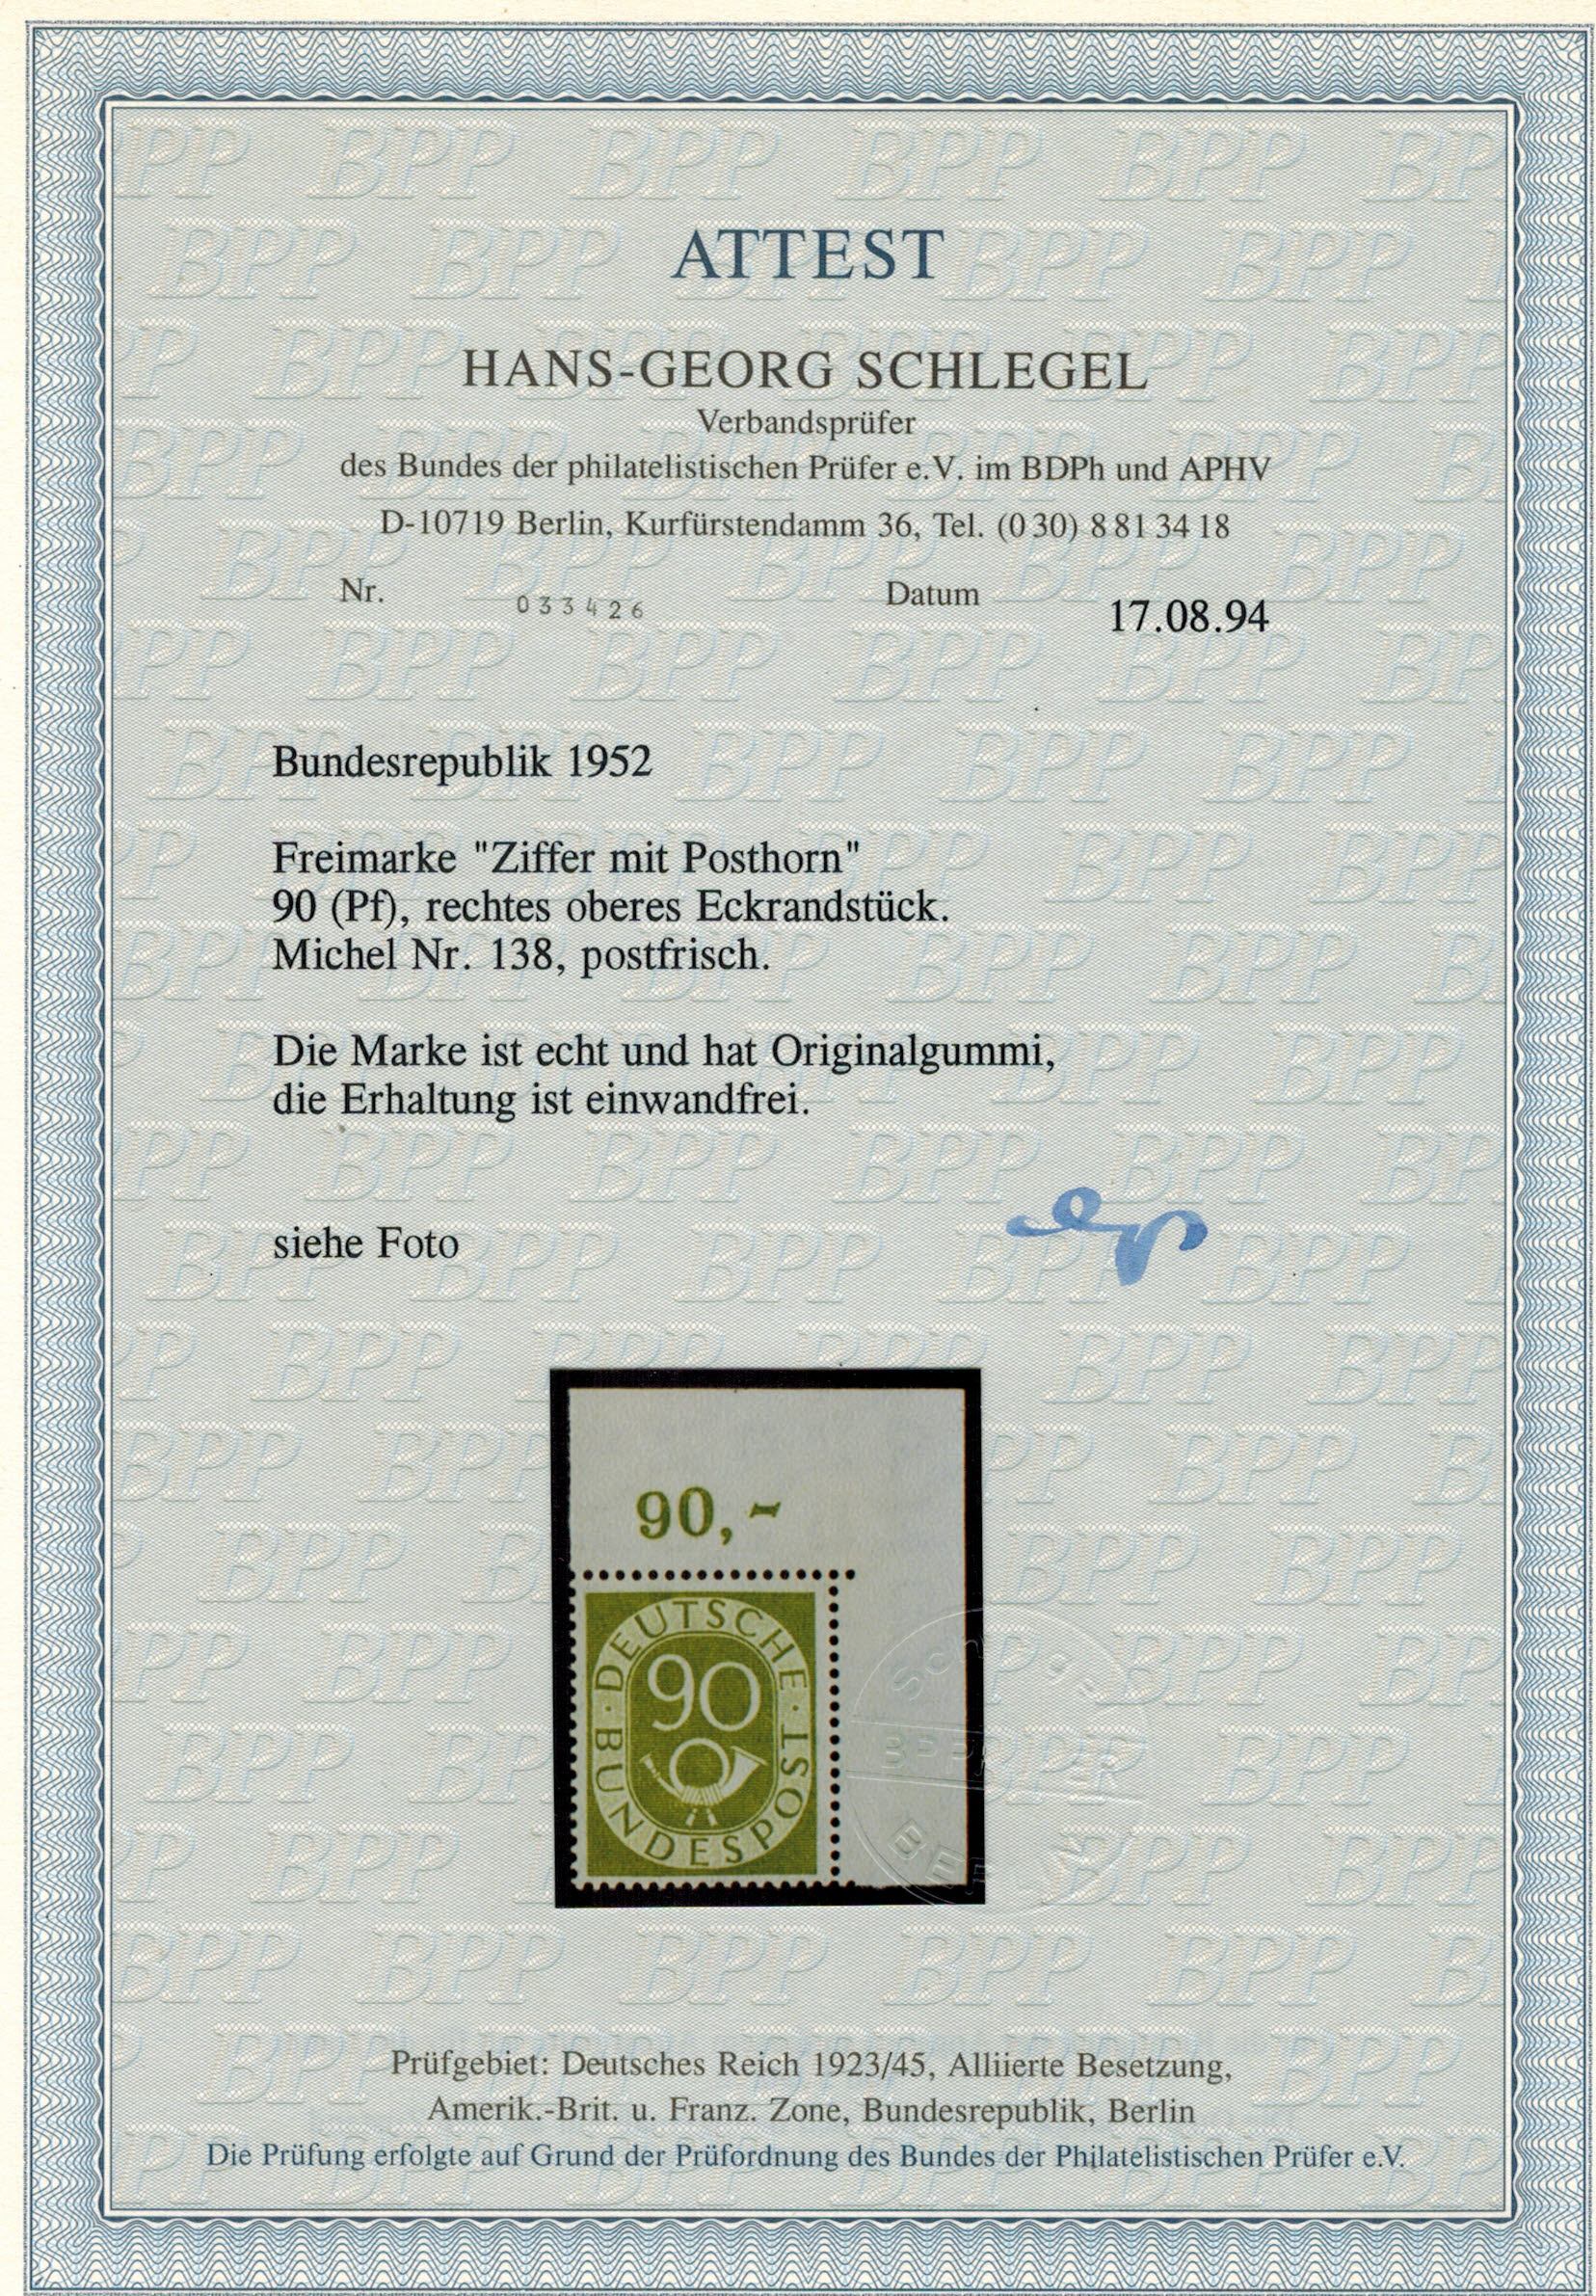 ATTEST
HANS-GEORG SCHLEGEL
Verbandsprüfer
des Bundes der philatelistischen Prüfer e.V. im BDPh und APHV
D-10719 Berlin, Kurfürstendamm 36, Tel. (0 30) 8 81 34 18
Nr. 033426 Datum 17.08.94
Bundesrepublik 1952
Freimarke "Ziffer mit Posthorn"
90 (Pf), rechtes oberes Eckrandstück.
Michel Nr. 138, postfrisch.
Die Marke ist echt und hat Originalgummi,
die Erhaltung ist einwandfrei.
siehe Foto
90,-
DEUTSCHE · BUNDESPOST ·
90
BPP
Prüfgebiet: Deutsches Reich 1923/45, Alliierte Besetzung,
Amerik.-Brit. u. Franz. Zone, Bundesrepublik, Berlin
Die Prüfung erfolgte auf Grund der Prüfordnung des Bundes der Philatelistischen Prüfer e.V.